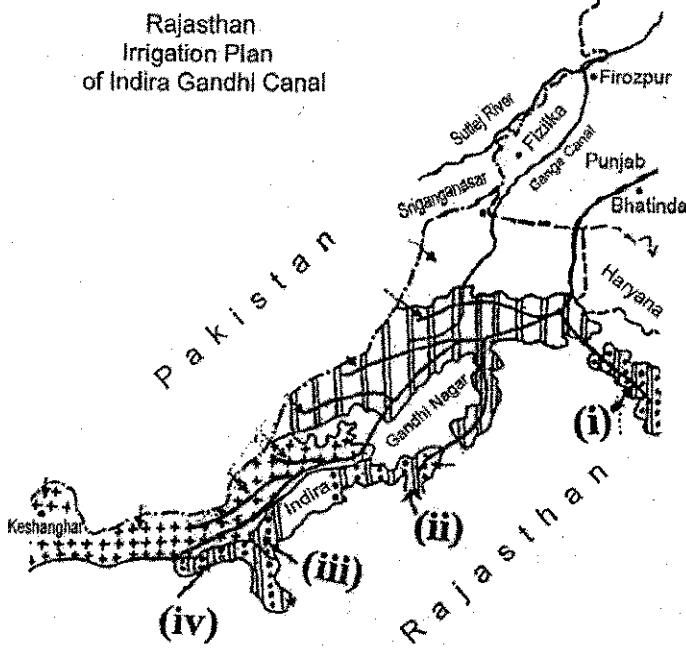 Rajasthan
Irrigation Plan
of Indira Gandhi Canal
Firozpur
Sutlej River
Fizilka
Ganga Canal
Punjab
Sriganganssar
Bhatinda
Haryana
Pakistan
Gandhi Nagar
(i)
Indira
(ii)
Keshanghar
(iii)
(iv)
Rajasthan